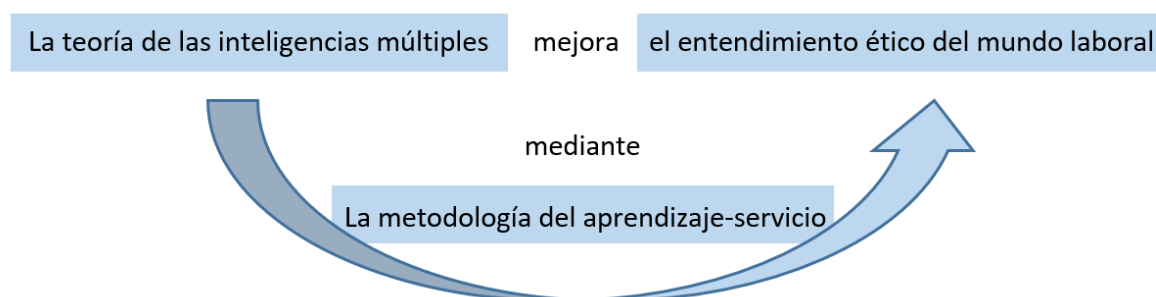 La teoría de las inteligencias múltiples mejora el entendimiento ético del mundo laboral
mediante
La metodología del aprendizaje-servicio